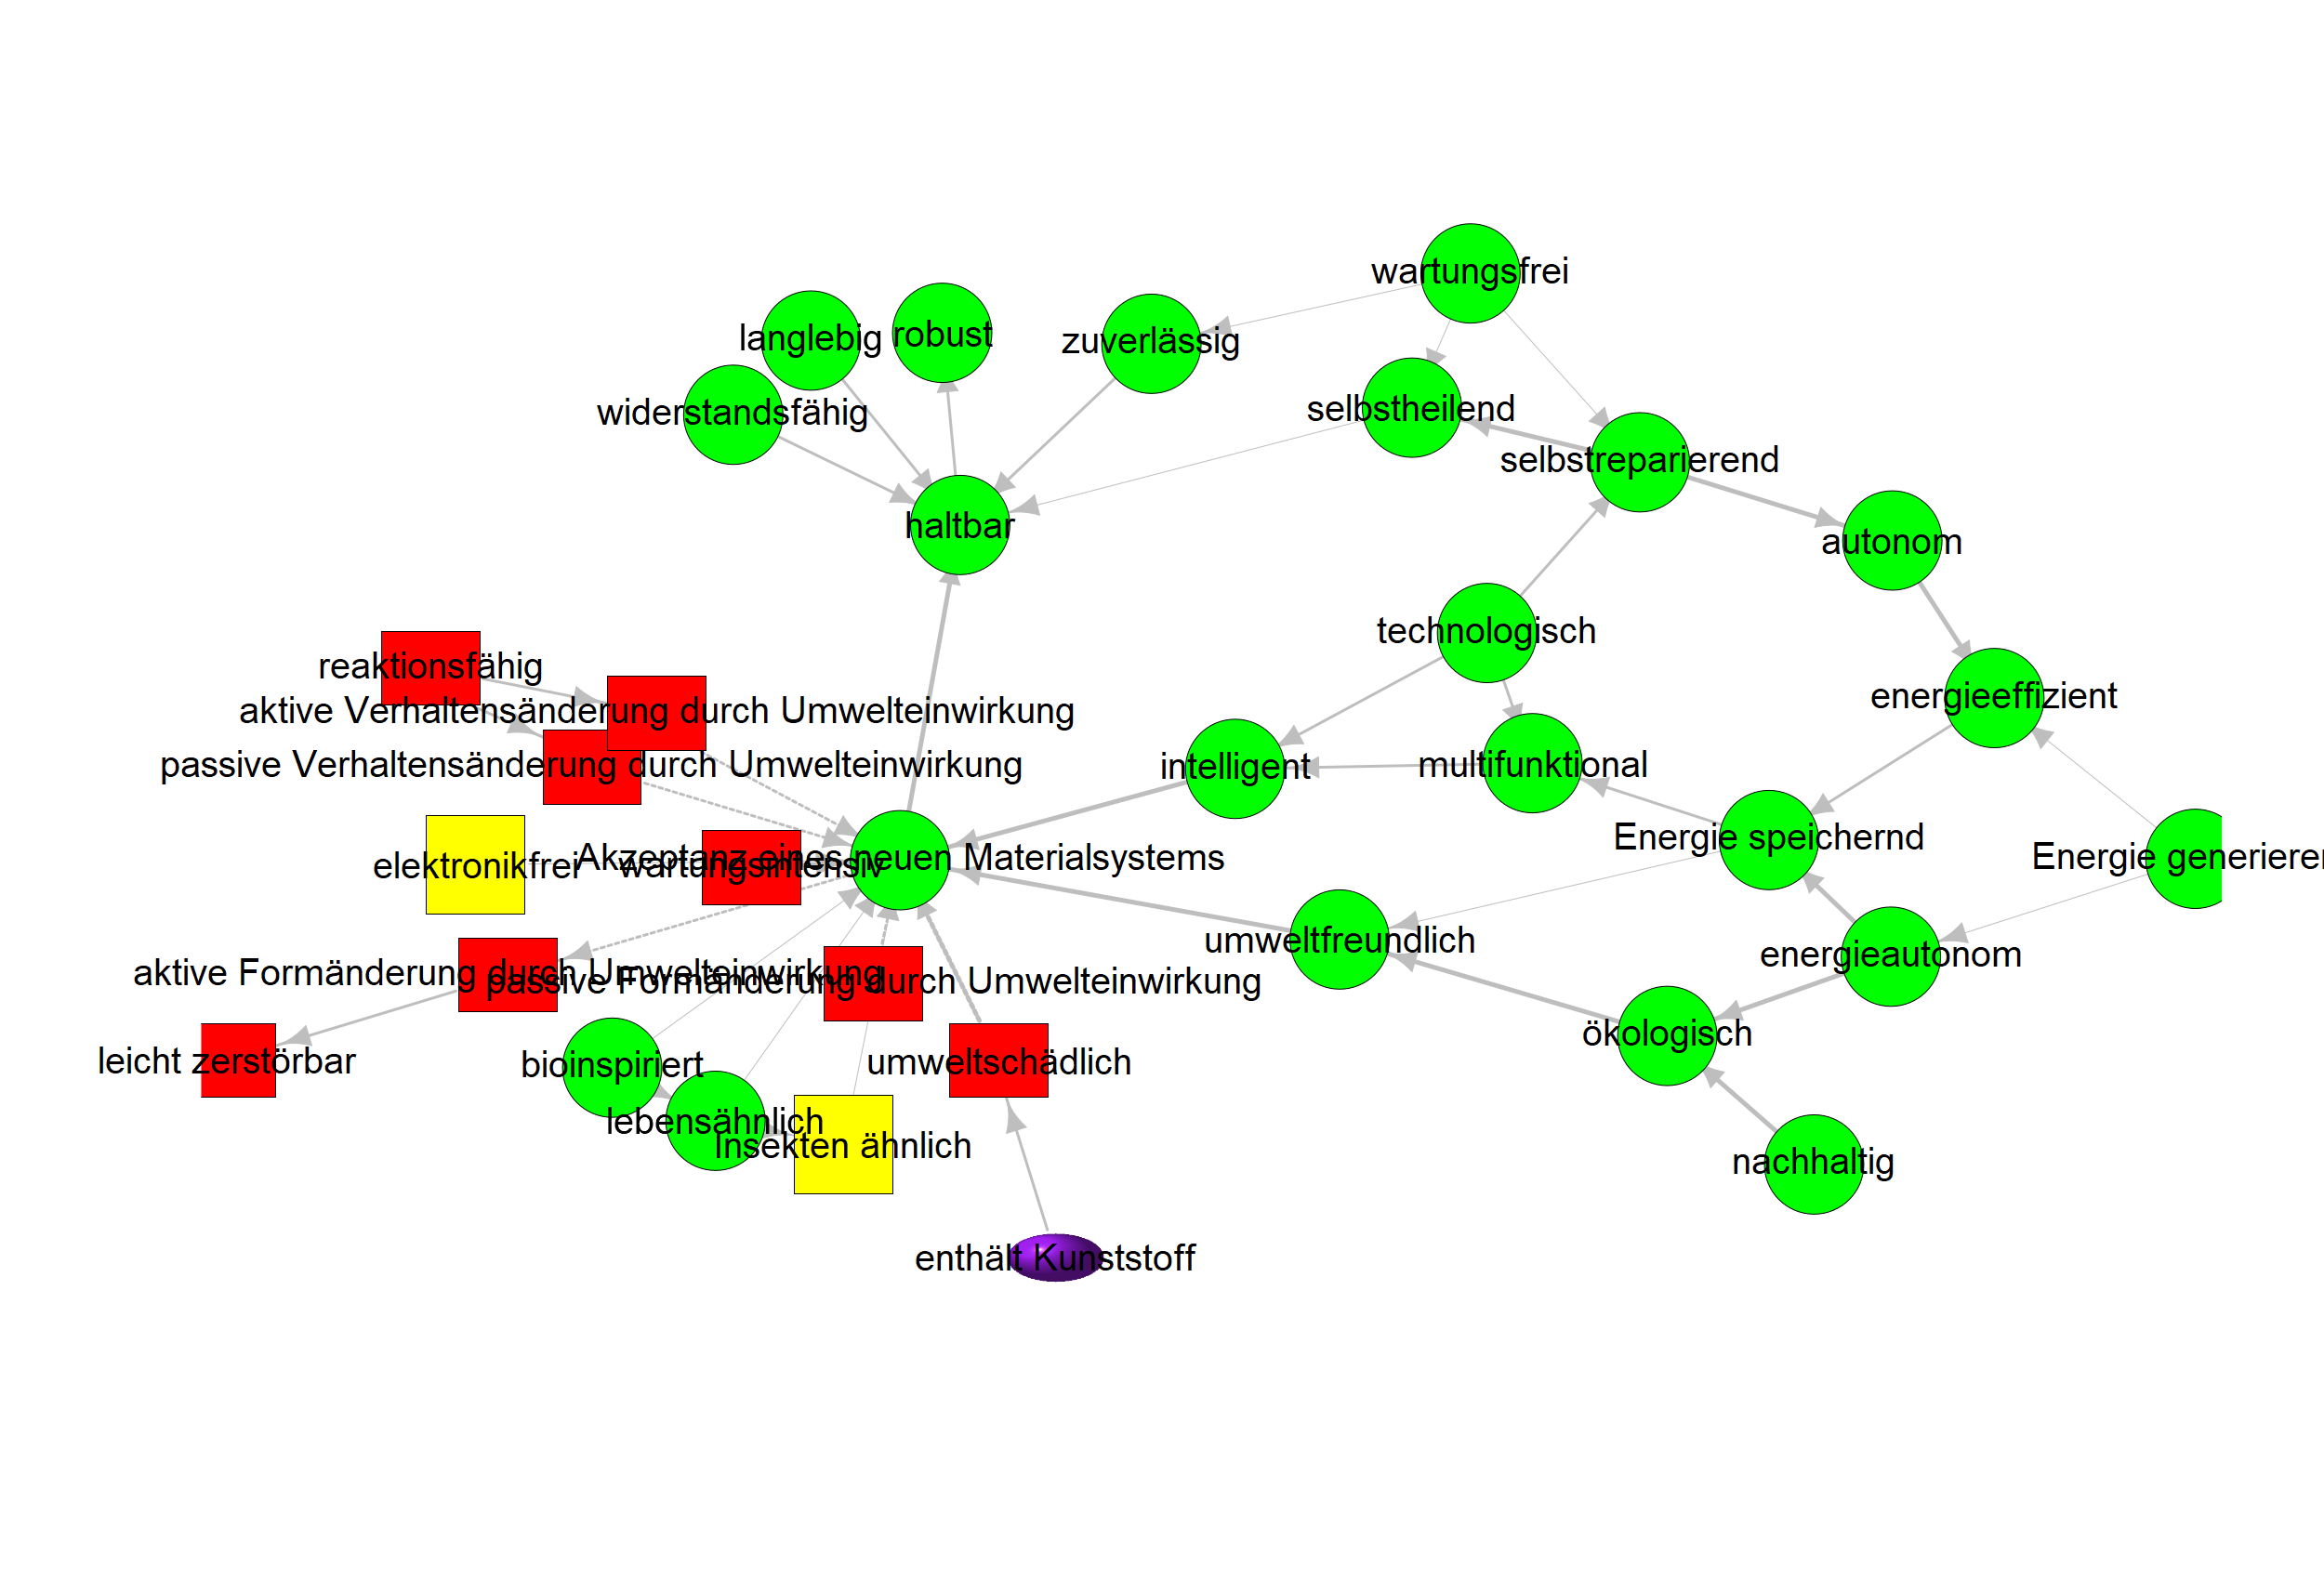 wartungsfrei
langlebig
robust
zuverlässig
widerstandsfähig
selbstheilend
selbstreparierend
haltbar
autonom
technologisch
reaktionsfähig
energieeffizient
aktive Verhaltensänderung durch Umwelteinwirkung
passive Verhaltensänderung durch Umwelteinwirkung
intelligent
multifunktional
Energie speichernd
Akzeptanz eines neuen Materialsystems
Energie generieren
elektronikfrei
wartungsintensiv
umweltfreundlich
energieautonom
aktive Formänderung durch Umwelteinwirkung
passive Formänderung durch Umwelteinwirkung
ökologisch
leicht zerstörbar
bioinspiriert
umweltschädlich
lebensähnlich
Insekten ähnlich
nachhaltig
enthält Kunststoff